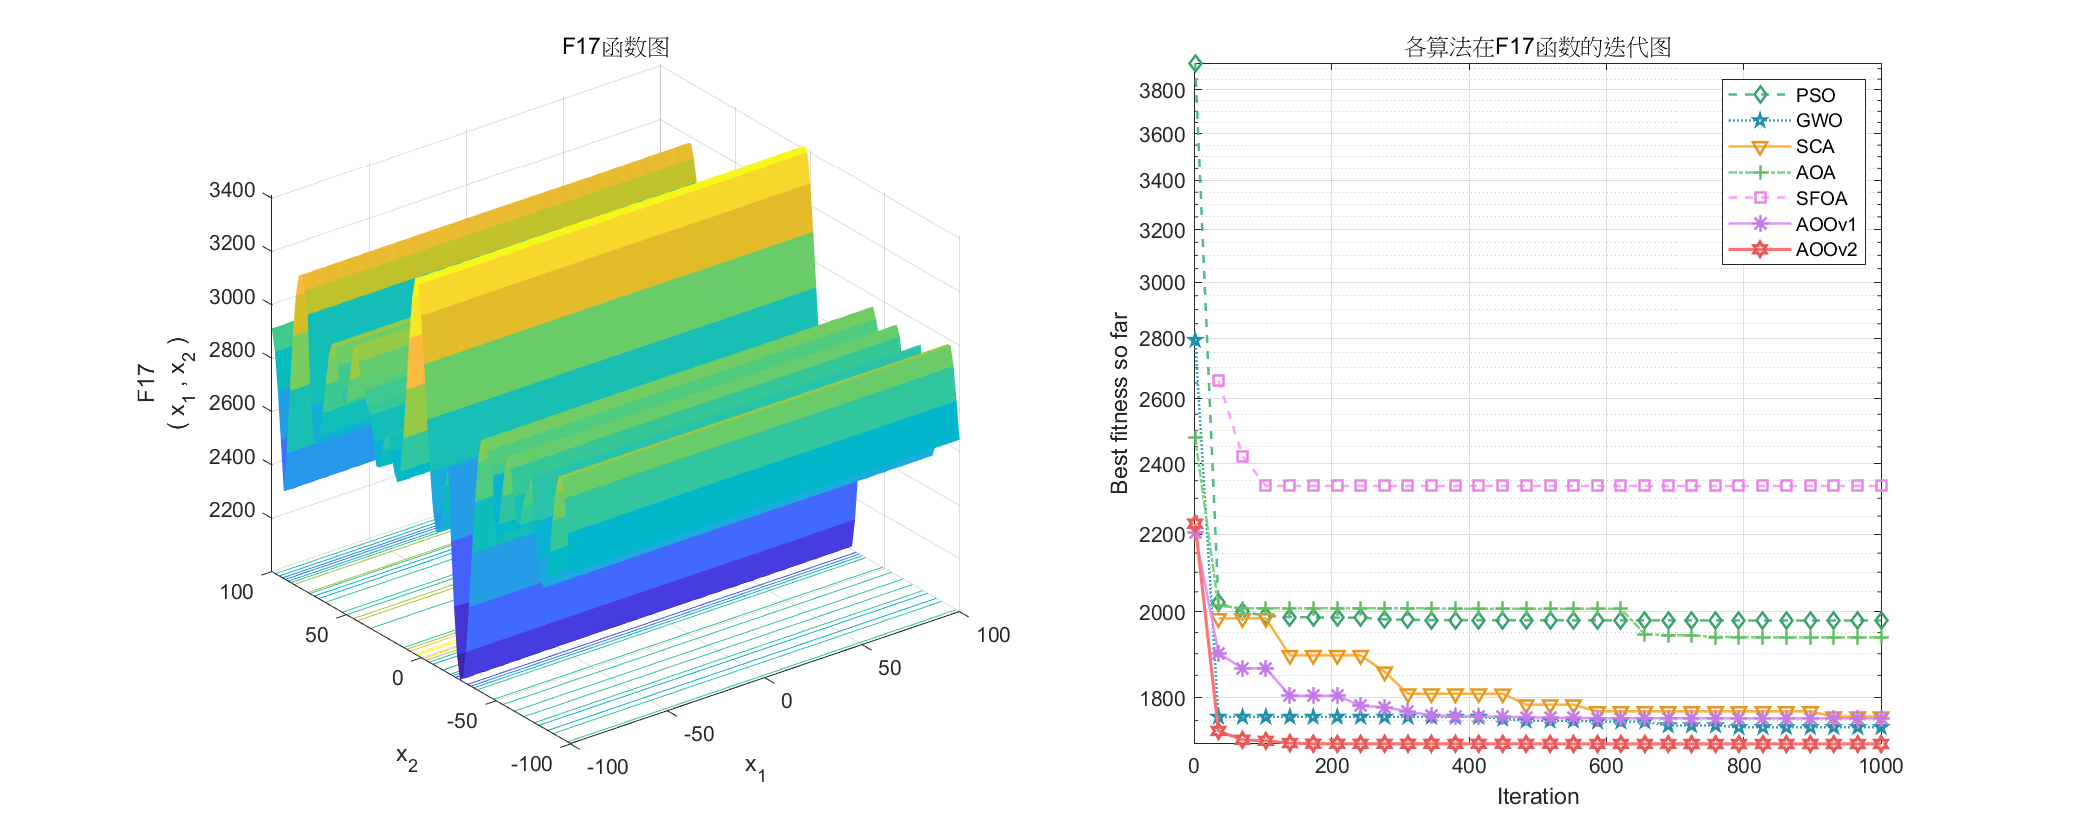 F17函数图
3400
3200
3000
2800
2600
2400
2200
F17
( x1 , x2 )
100
50
0
-50
-100
x2
-100
-50
0
50
100
x1
各算法在F17函数的迭代图
3800
3600
3400
3200
3000
2800
2600
2400
2200
2000
1800
Best fitness so far
0
200
400
600
800
1000
Iteration
PSO
GWO
SCA
AOA
SFOA
AOOv1
AOOv2